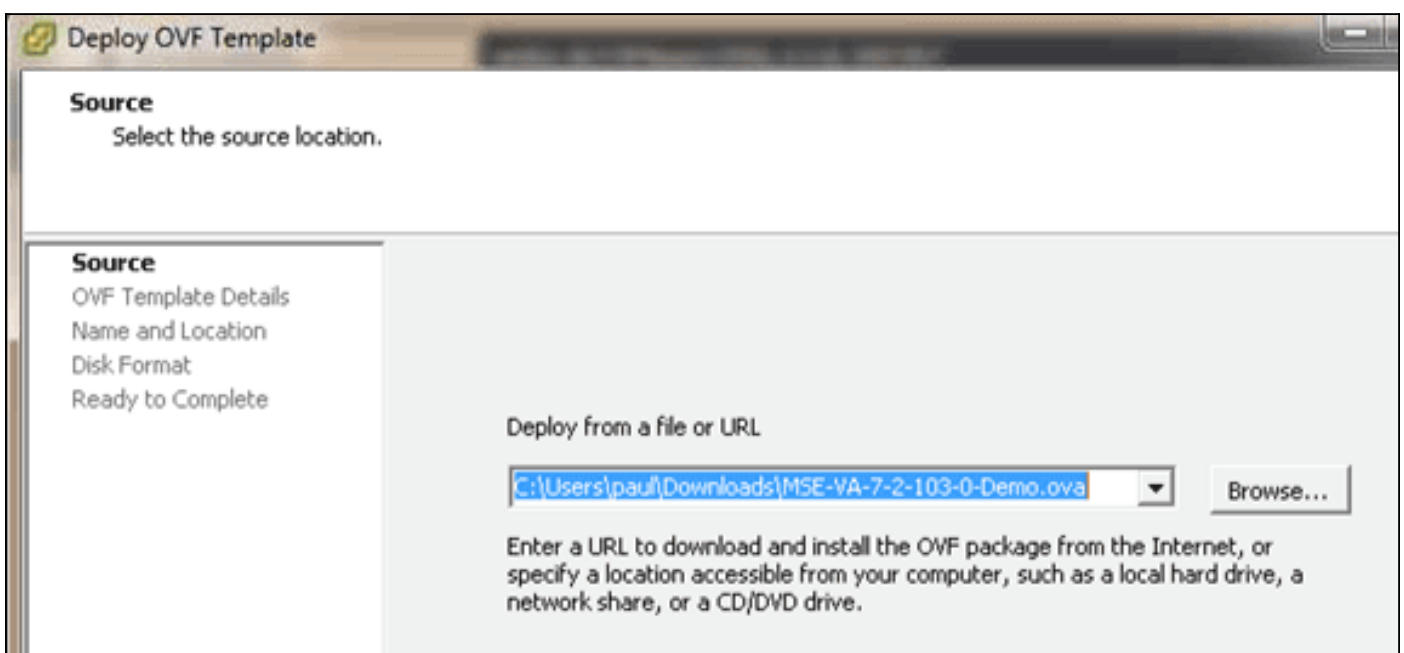 Deploy OVF Template
Source
Select the source location.
Source
OVF Template Details
Name and Location
Disk Format
Ready to Complete
Deploy from a file or URL
C:\Users\paul\Downloads\MSE-VA-7-2-103-0-Demo.ova
Browse...
Enter a URL to download and install the OVF package from the Internet, or
specify a location accessible from your computer, such as a local hard drive, a
network share, or a CD/DVD drive.